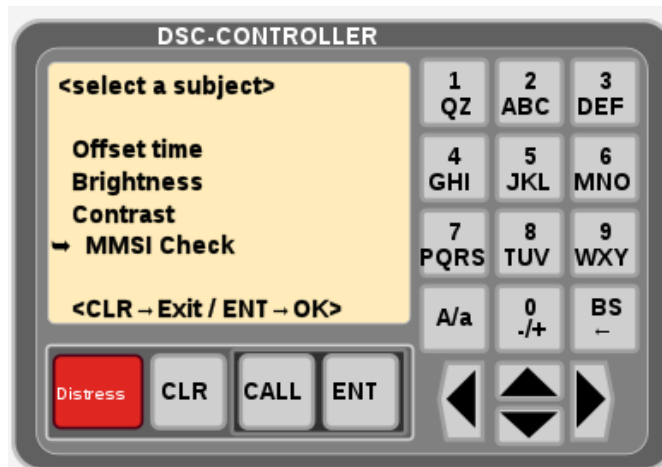 DSC-CONTROLLER
<select a subject>
Offset time
Brightness
Contrast
➥ MMSI Check
<CLR→Exit / ENT→OK>
1 2 3
QZ ABC DEF
4 5 6
GHI JKL MNO
7 8 9
PQRS TUV WXY
A/a 0 BS
-/+ ←
Distress CLR CALL ENT